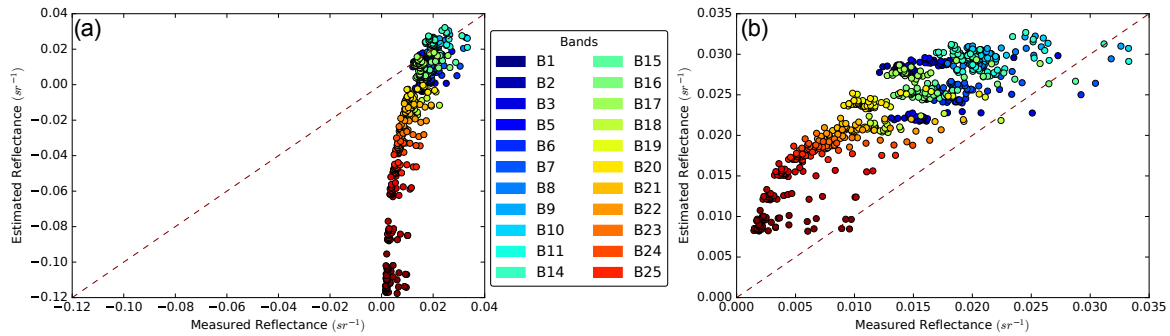 (a)
0.04
0.02
0.00
−0.02
−0.04
−0.06
−0.08
−0.10
−0.12
Estimated Reflectance (sr⁻¹)
−0.12 −0.10 −0.08 −0.06 −0.04 −0.02 0.00 0.02 0.04
Measured Reflectance (sr⁻¹)
Bands
B1 B15
B2 B16
B3 B17
B5 B18
B6 B19
B7 B20
B8 B21
B9 B22
B10 B23
B11 B24
B14 B25
(b)
0.035
0.030
0.025
0.020
0.015
0.010
0.005
0.000
Estimated Reflectance (sr⁻¹)
0.000 0.005 0.010 0.015 0.020 0.025 0.030 0.035
Measured Reflectance (sr⁻¹)